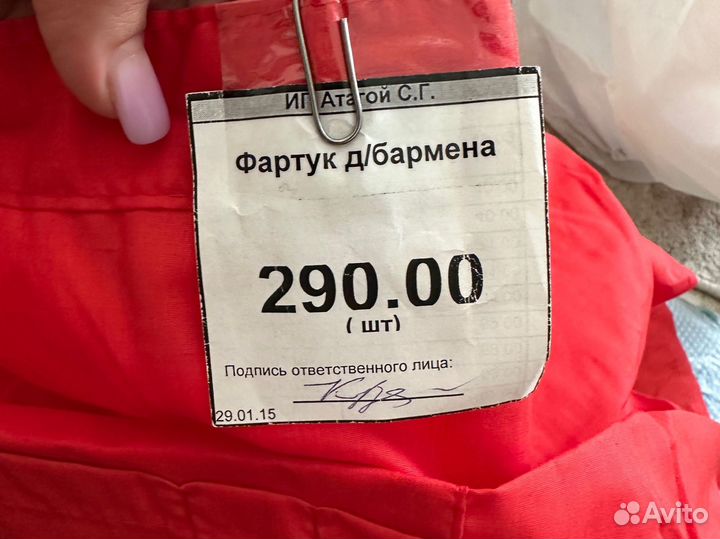 ИП Атагой С.Г.
Фартук д/бармена
290.00
( шт)
Подпись ответственного лица:
29.01.15
Avito